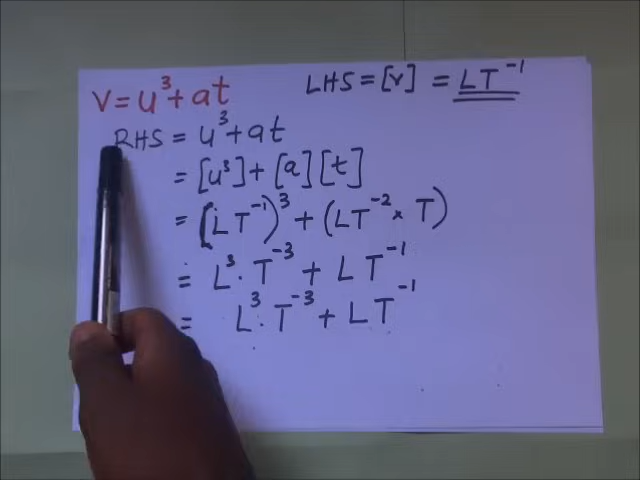 V = u³ + at
LHS = [v] = LT⁻¹
RHS = u³ + at
= [u³] + [a][t]
= (LT⁻¹)³ + (LT⁻² × T)
= L³ · T⁻³ + LT⁻¹
= L³ · T⁻³ + LT⁻¹